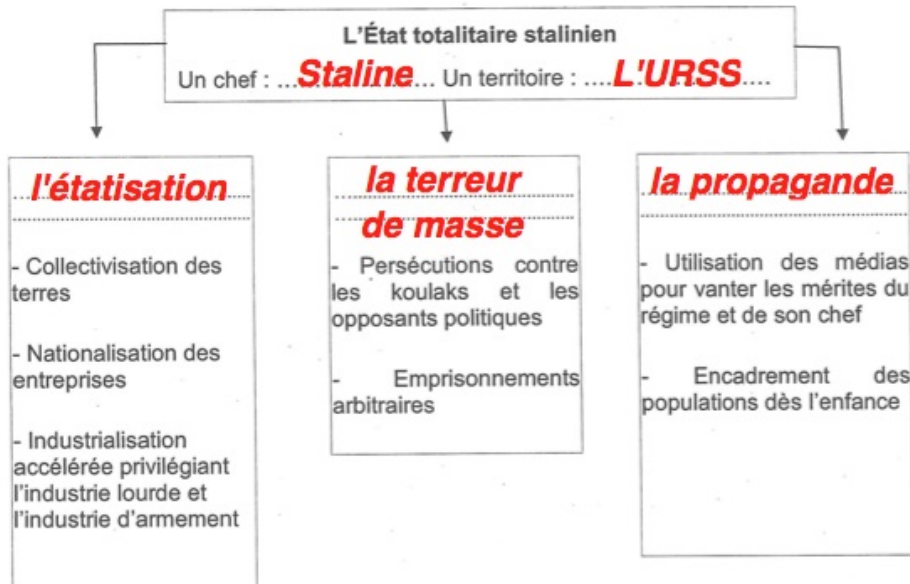 L'État totalitaire stalinien
Un chef : ...Staline... Un territoire : ....L'URSS....
l'étatisation
- Collectivisation des
terres
- Nationalisation des
entreprises
- Industrialisation
accélérée privilégiant
l'industrie lourde et
l'industrie d'armement
la terreur
de masse
- Persécutions contre
les koulaks et les
opposants politiques
- Emprisonnements
arbitraires
la propagande
- Utilisation des médias
pour vanter les mérites du
régime et de son chef
- Encadrement des
populations dès l'enfance